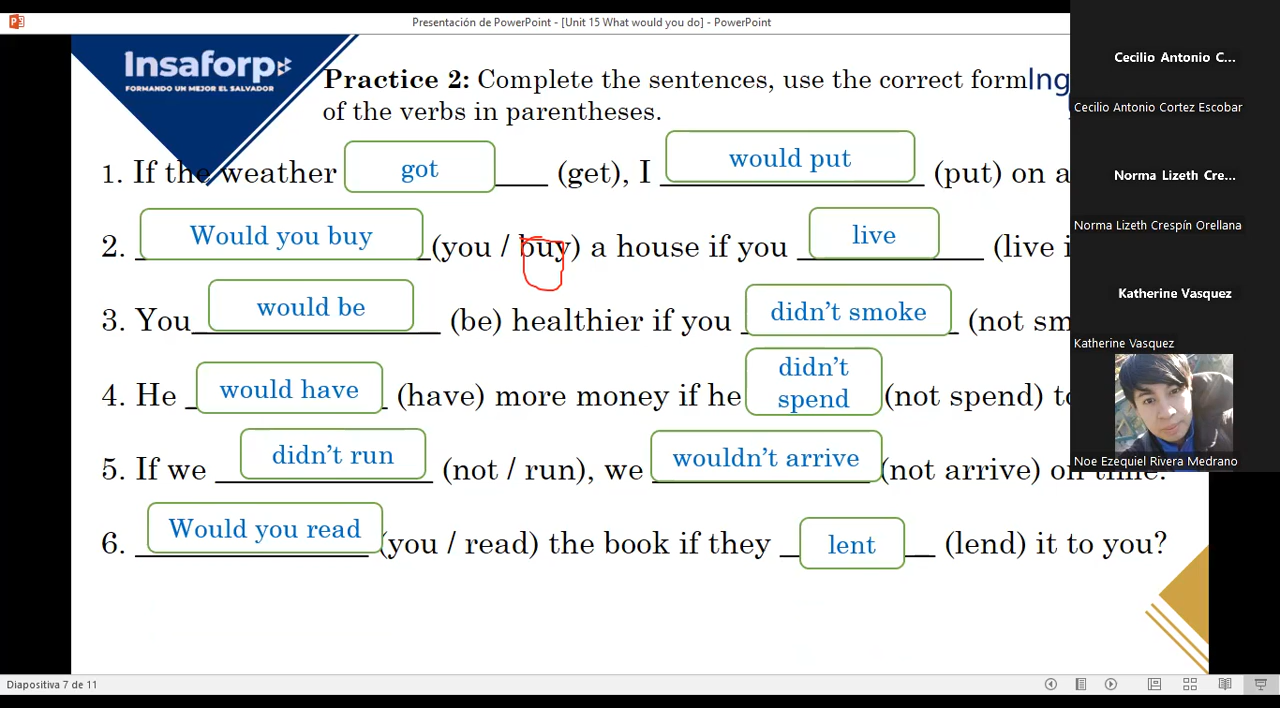 Presentación de PowerPoint - [Unit 15 What would you do] - PowerPoint
Insaforp
FORMANDO UN MEJOR EL SALVADOR
Practice 2: Complete the sentences, use the correct form Ing
of the verbs in parentheses.
1. If the weather got ____ (get), I would put (put) on a
2. Would you buy (you / buy) a house if you live ____ (live i
3. You would be ____ (be) healthier if you didn't smoke (not sm
4. He would have (have) more money if he didn't spend (not spend) to
5. If we didn't run (not / run), we wouldn't arrive (not arrive) on time.
6. Would you read (you / read) the book if they lent (lend) it to you?
Cecilio Antonio C...
Cecilio Antonio Cortez Escobar
Norma Lizeth Cre...
Norma Lizeth Crespín Orellana
Katherine Vasquez
Katherine Vasquez
Noe Ezequiel Rivera Medrano
Diapositiva 7 de 11